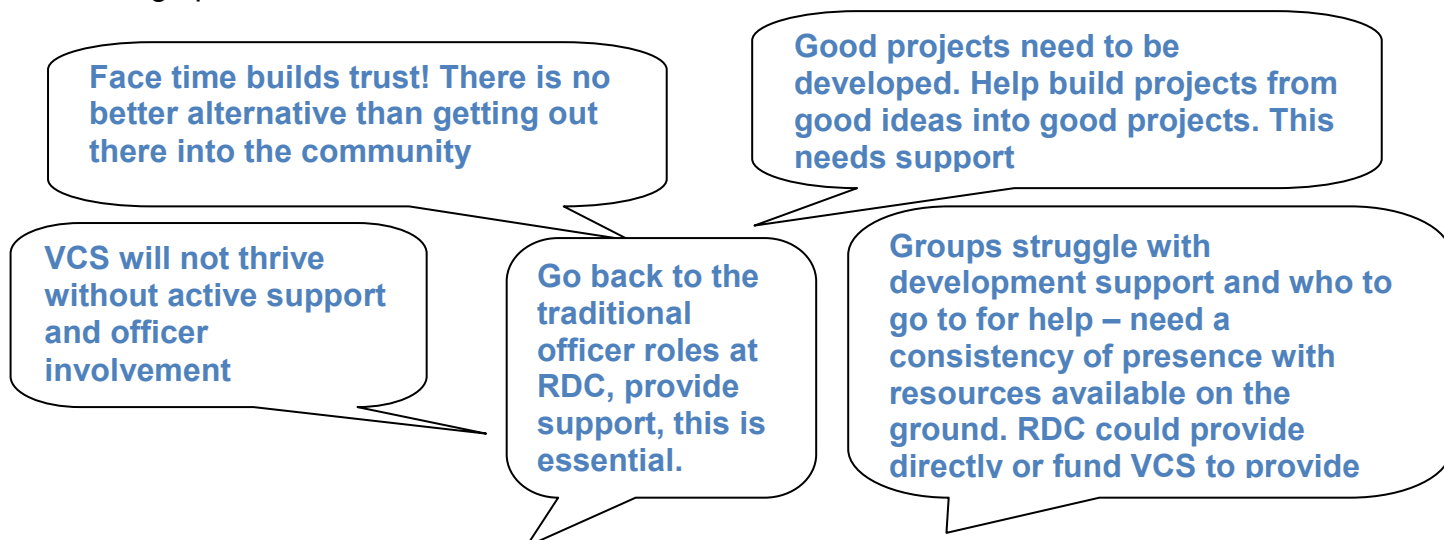 Face time builds trust! There is no
better alternative than getting out
there into the community
Good projects need to be
developed. Help build projects from
good ideas into good projects. This
needs support
VCS will not thrive
without active support
and officer
involvement
Go back to the
traditional
officer roles at
RDC, provide
support, this is
essential.
Groups struggle with
development support and who to
go to for help – need a
consistency of presence with
resources available on the
ground. RDC could provide
directly or fund VCS to provide